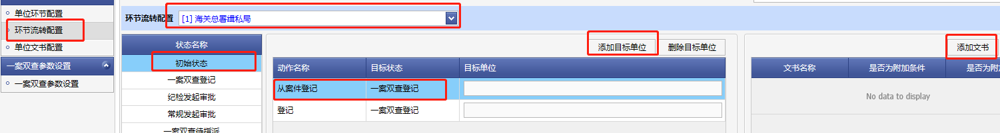 单位环节配置
环节流转配置
单位文书配置
一案双查参数设置
一案双查参数设置
环节流转配置 [1] 海关总署缉私局
状态名称
初始状态
一案双查登记
纪检发起审批
常规发起审批
一案双查待指派
添加目标单位 删除目标单位
动作名称 目标状态 目标单位
从案件登记 一案双查登记
登记 一案双查登记
添加文书
文书名称 是否为附加条件 是否为附
No data to display